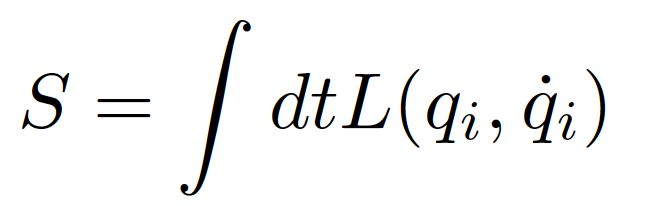 S = ∫ dtL(qᵢ, q̇ᵢ)